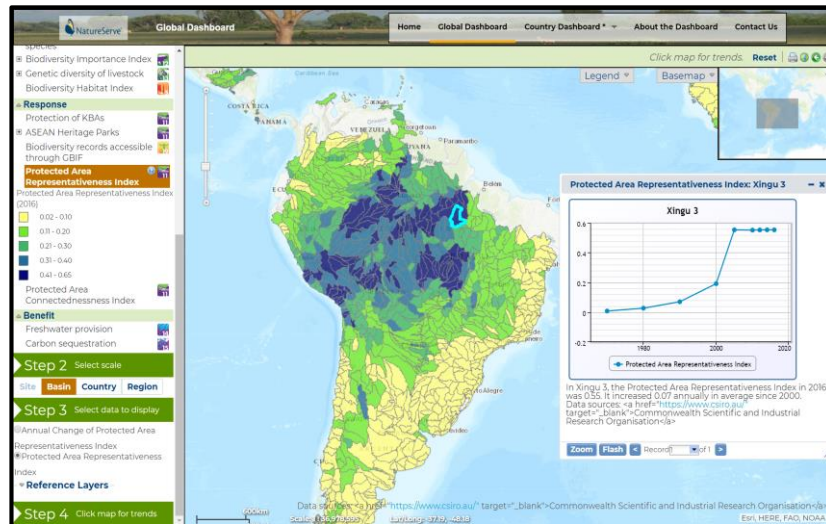 NatureServe
Global Dashboard
Home Global Dashboard Country Dashboard * About the Dashboard Contact Us
Click map for trends. Reset
species
Biodiversity Importance Index
Genetic diversity of livestock
Biodiversity Habitat Index
Response
Protection of KBAs
ASEAN Heritage Parks
Biodiversity records accessible
through GBIF
Protected Area
Representativeness Index
Protected Area Representativeness Index
(2016)
0.02 - 0.10
0.11 - 0.20
0.21 - 0.30
0.31 - 0.40
0.41 - 0.65
Protected Area
Connectednessness Index
Benefit
Freshwater provision
Carbon sequestration
Step 2 Select scale
Site Basin Country Region
Step 3 Select data to display
Annual Change of Protected Area
Representativeness Index
Protected Area Representativeness
Index
Reference Layers
Step 4 Click map for trends
Legend Basemap
Caribbean Sea
COSTA RICA
PANAMA
Caracas
VENEZUELA
Georgetown
Paramaribo
Belém
Protected Area Representativeness Index: Xingu 3
Xingu 3
0.6
0.4
0.2
0
-0.2
1980 2000 2020
Protected Area Representativeness Index
In Xingu 3, the Protected Area Representativeness Index in 2016
was 0.55. It increased 0.07 annually in average since 2000.
Data sources: <a href="https://www.csiro.au/"
target="_blank">Commonwealth Scientific and Industrial
Research Organisation</a>
Zoom Flash < Record of 1 >
Data sources: <a href="https://www.csiro.au/" target="_blank">Commonwealth Scientific and Industrial Research Organisation</a>
600km
Esri, HERE, FAO, NOAA